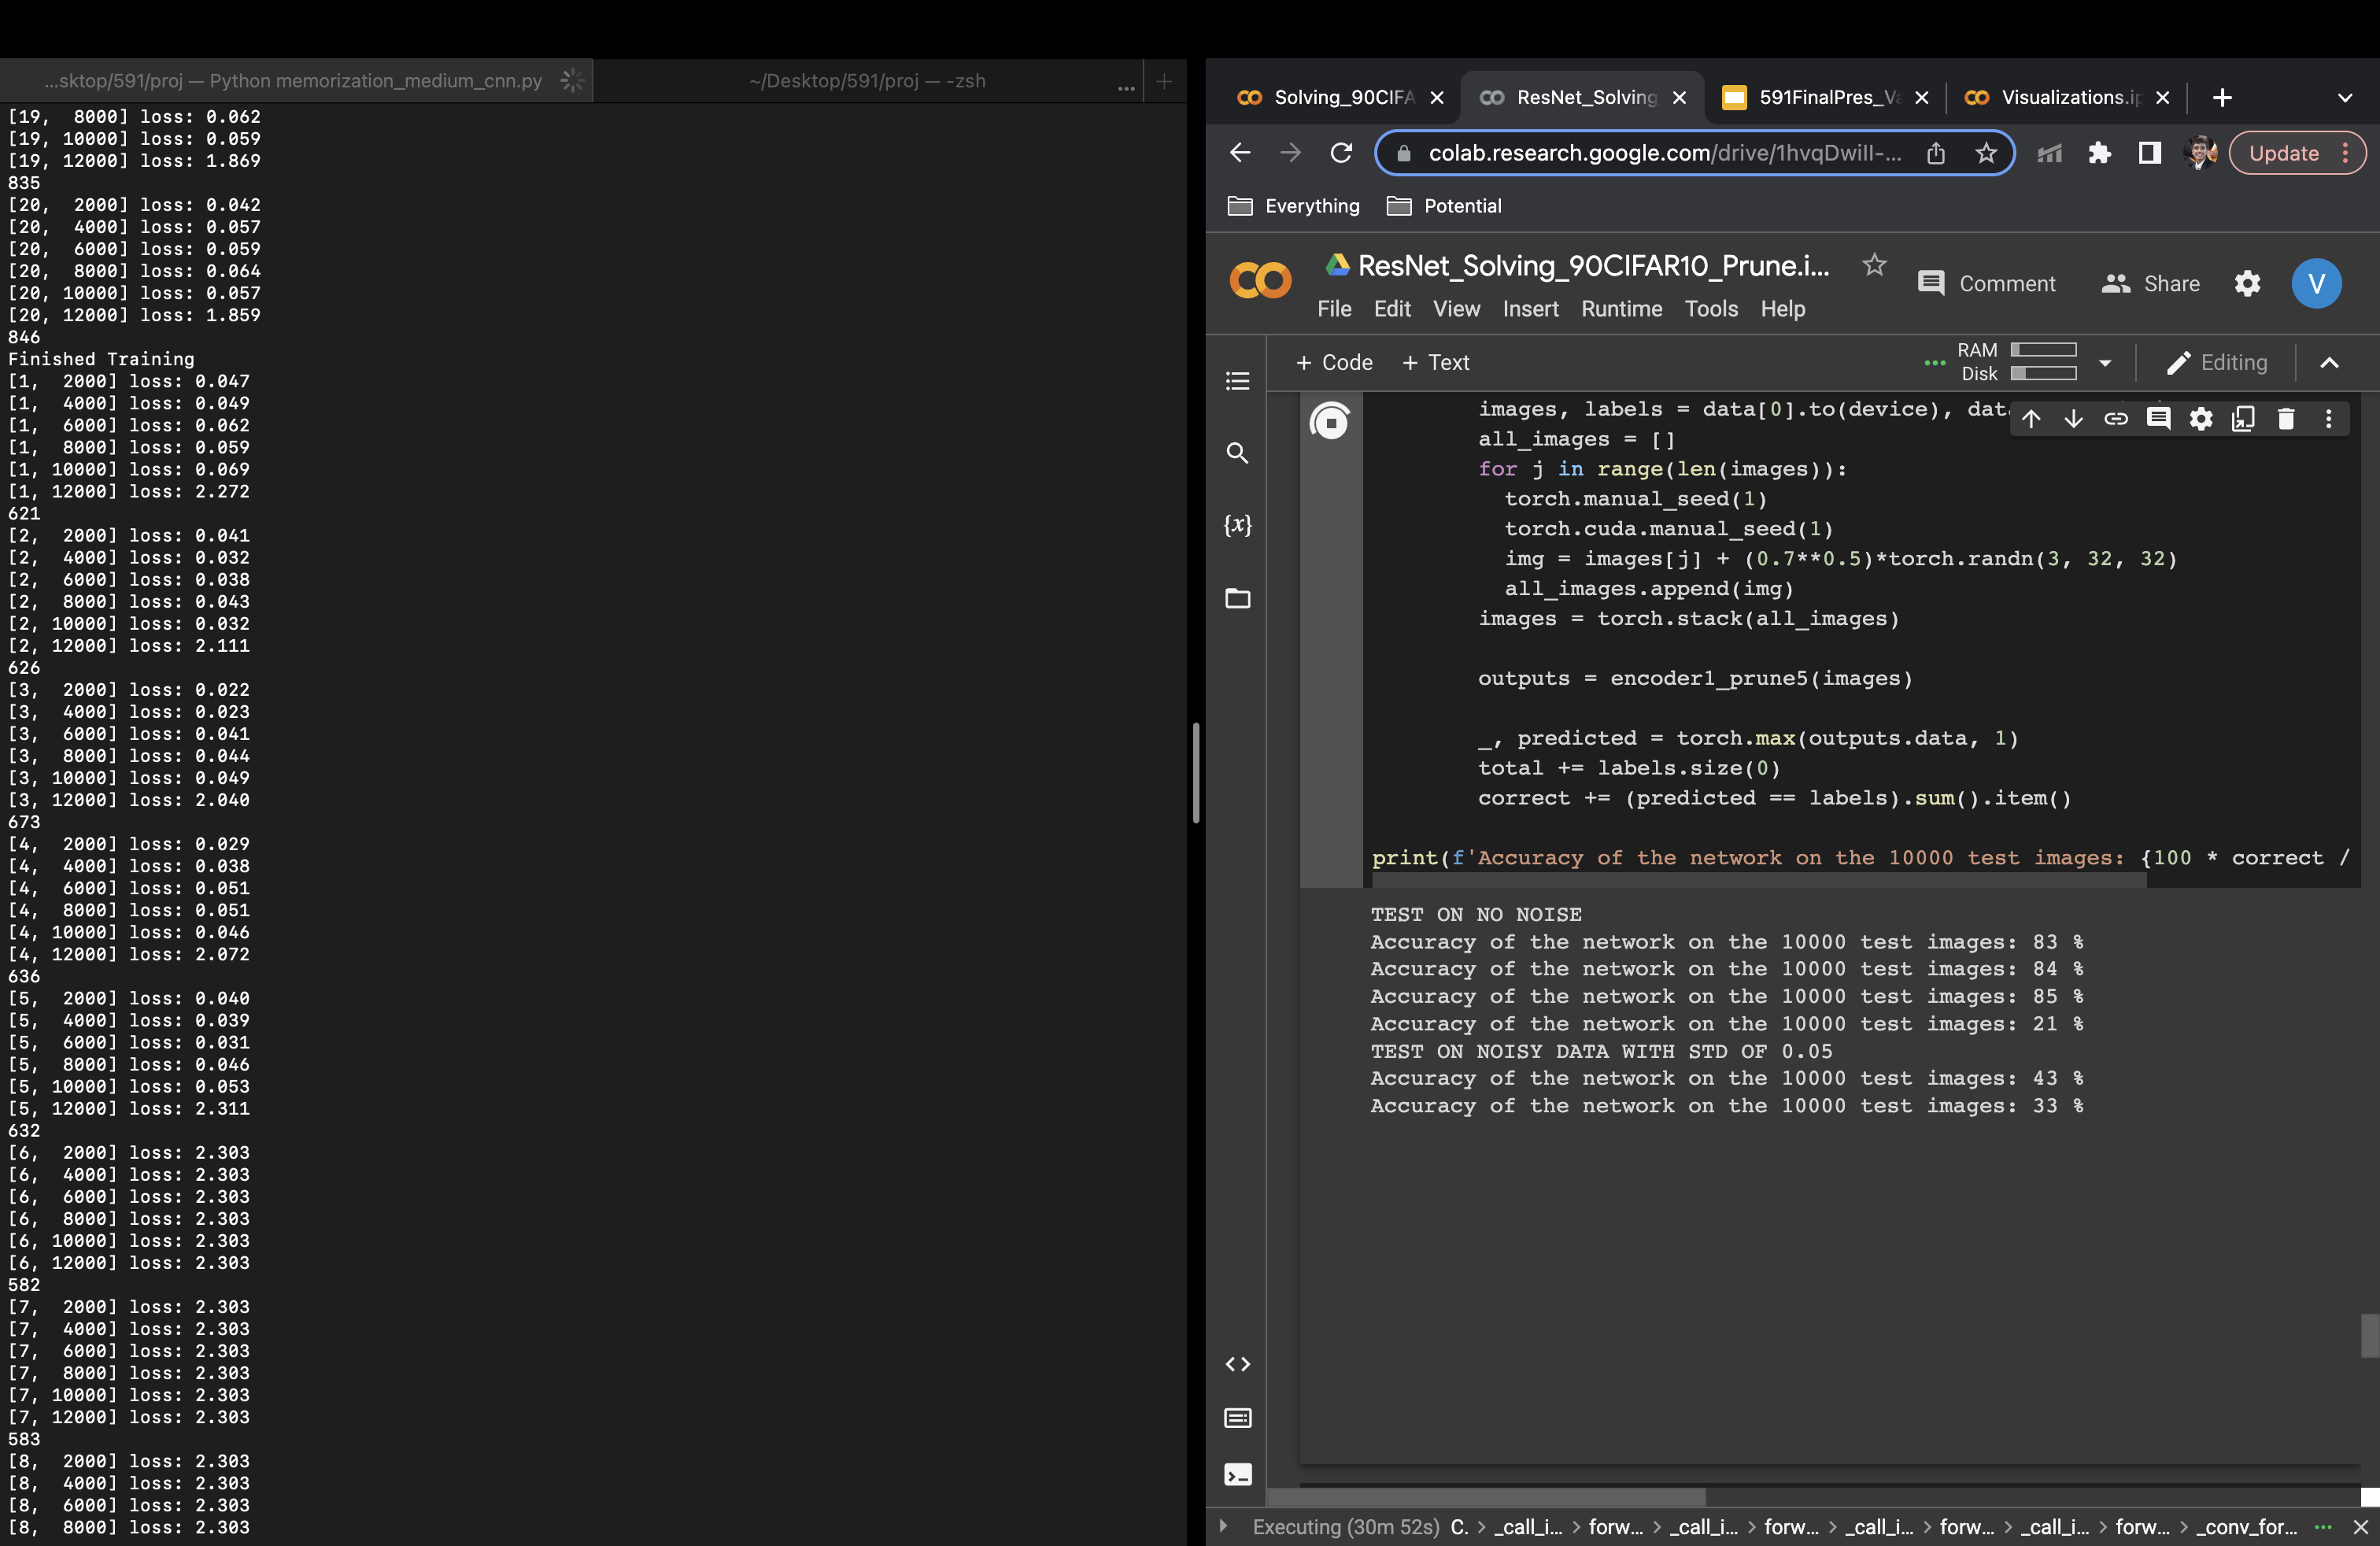 ...sktop/591/proj — Python memorization_medium_cnn.py
~/Desktop/591/proj — -zsh
...
[19,  8000] loss: 0.062
[19, 10000] loss: 0.059
[19, 12000] loss: 1.869
835
[20,  2000] loss: 0.042
[20,  4000] loss: 0.057
[20,  6000] loss: 0.059
[20,  8000] loss: 0.064
[20, 10000] loss: 0.057
[20, 12000] loss: 1.859
846
Finished Training
[1,  2000] loss: 0.047
[1,  4000] loss: 0.049
[1,  6000] loss: 0.062
[1,  8000] loss: 0.059
[1, 10000] loss: 0.069
[1, 12000] loss: 2.272
621
[2,  2000] loss: 0.041
[2,  4000] loss: 0.032
[2,  6000] loss: 0.038
[2,  8000] loss: 0.043
[2, 10000] loss: 0.032
[2, 12000] loss: 2.111
626
[3,  2000] loss: 0.022
[3,  4000] loss: 0.023
[3,  6000] loss: 0.041
[3,  8000] loss: 0.044
[3, 10000] loss: 0.049
[3, 12000] loss: 2.040
673
[4,  2000] loss: 0.029
[4,  4000] loss: 0.038
[4,  6000] loss: 0.051
[4,  8000] loss: 0.051
[4, 10000] loss: 0.046
[4, 12000] loss: 2.072
636
[5,  2000] loss: 0.040
[5,  4000] loss: 0.039
[5,  6000] loss: 0.031
[5,  8000] loss: 0.046
[5, 10000] loss: 0.053
[5, 12000] loss: 2.311
632
[6,  2000] loss: 2.303
[6,  4000] loss: 2.303
[6,  6000] loss: 2.303
[6,  8000] loss: 2.303
[6, 10000] loss: 2.303
[6, 12000] loss: 2.303
582
[7,  2000] loss: 2.303
[7,  4000] loss: 2.303
[7,  6000] loss: 2.303
[7,  8000] loss: 2.303
[7, 10000] loss: 2.303
[7, 12000] loss: 2.303
583
[8,  2000] loss: 2.303
[8,  4000] loss: 2.303
[8,  6000] loss: 2.303
[8,  8000] loss: 2.303
Solving_90CIFA
ResNet_Solving
591FinalPres_Va
Visualizations.ip
colab.research.google.com/drive/1hvqDwiIl-...
Update
Everything
Potential
ResNet_Solving_90CIFAR10_Prune.i...
Comment
Share
V
File Edit View Insert Runtime Tools Help
+ Code + Text
RAM
Disk
Editing
{x}
images, labels = data[0].to(device), dat
all_images = []
for j in range(len(images)):
torch.manual_seed(1)
torch.cuda.manual_seed(1)
img = images[j] + (0.7**0.5)*torch.randn(3, 32, 32)
all_images.append(img)
images = torch.stack(all_images)
outputs = encoder1_prune5(images)
_, predicted = torch.max(outputs.data, 1)
total += labels.size(0)
correct += (predicted == labels).sum().item()
print(f'Accuracy of the network on the 10000 test images: {100 * correct /
TEST ON NO NOISE
Accuracy of the network on the 10000 test images: 83 %
Accuracy of the network on the 10000 test images: 84 %
Accuracy of the network on the 10000 test images: 85 %
Accuracy of the network on the 10000 test images: 21 %
TEST ON NOISY DATA WITH STD OF 0.05
Accuracy of the network on the 10000 test images: 43 %
Accuracy of the network on the 10000 test images: 33 %
Executing (30m 52s) C. > _call_i... > forw... > _call_i... > forw... > _call_i... > forw... > _call_i... > forw... > _conv_for...